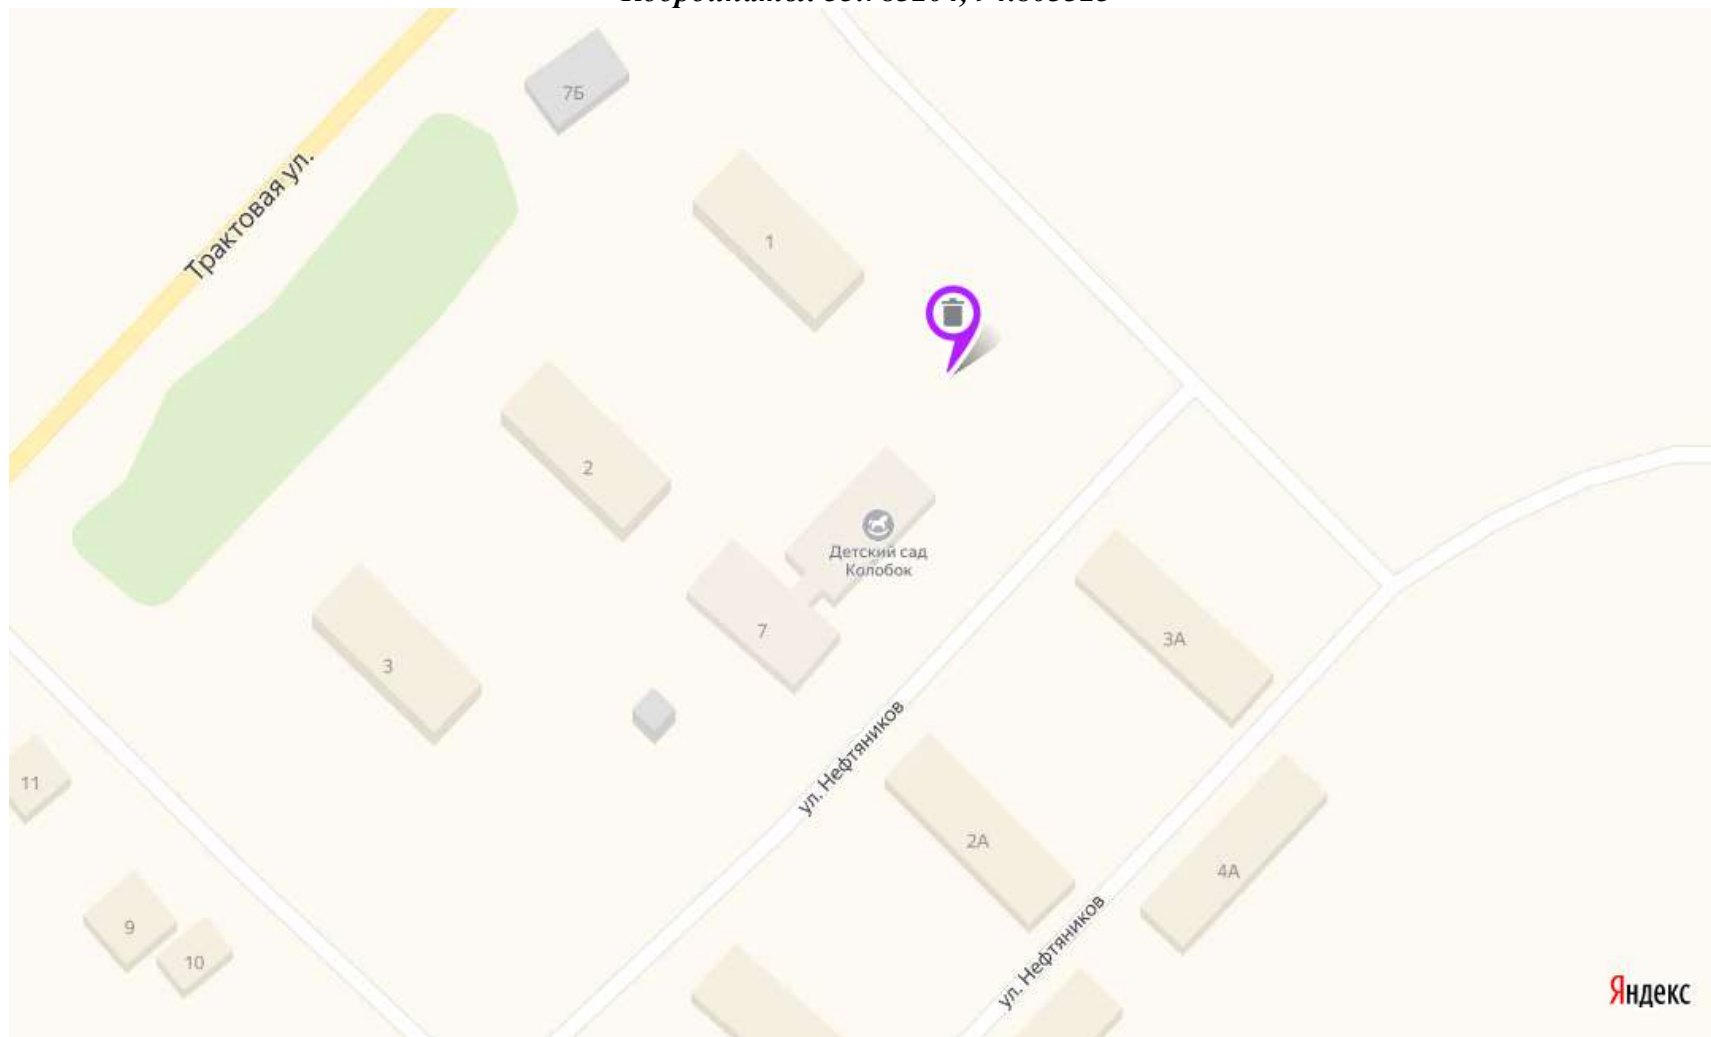 7Б
Трактовая ул.
1
2
Детский сад
Колобок
7
3
3А
ул. Нефтяников
11
2А
4А
9
10
ул. Нефтяников
Яндекс